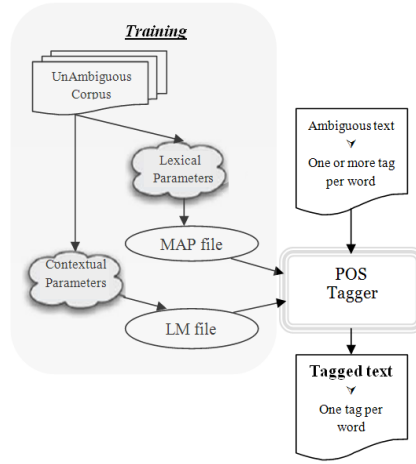 Training
UnAmbiguous
Corpus
Ambiguous text
One or more tag
per word
Lexical
Parameters
MAP file
Contextual
Parameters
POS
Tagger
LM file
Tagged text
One tag per
word